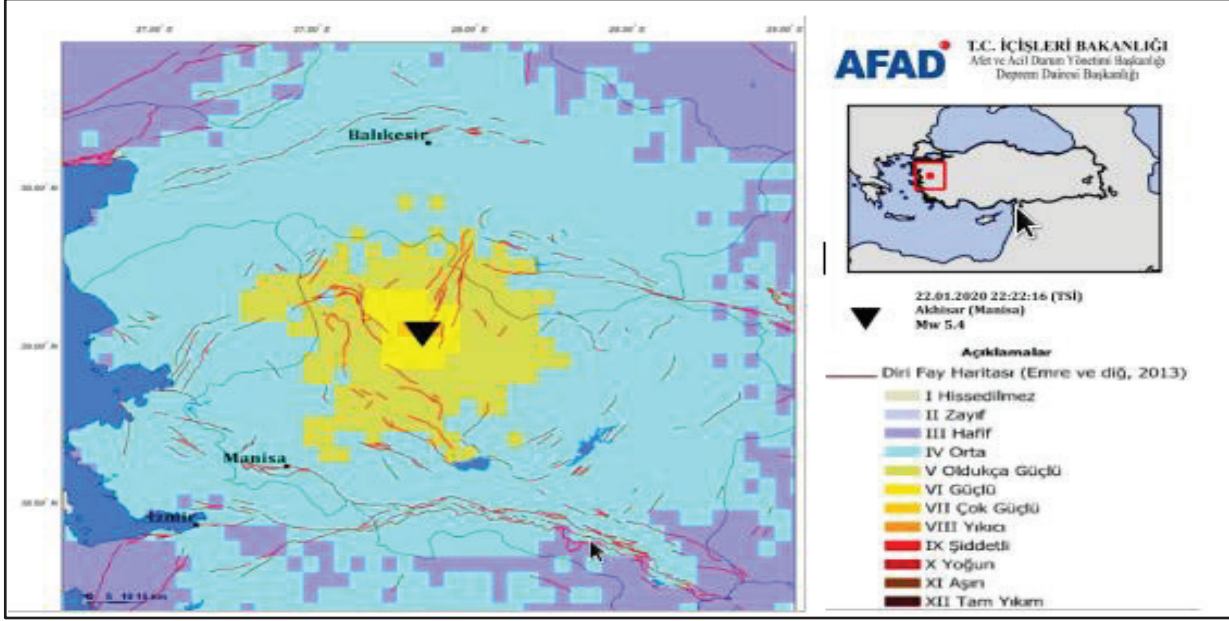 AFAD
T.C. İÇİŞLERİ BAKANLIĞI
Afet ve Acil Durum Yönetimi Başkanlığı
Deprem Dairesi Başkanlığı
Balıkesir
Manisa
İzmir
22.01.2020 22:22:16 (TSİ)
Akhisar (Manisa)
Mw 5.4
Açıklamalar
Diri Fay Haritası (Emre ve diğ, 2013)
I Hissedilmez
II Zayıf
III Hafif
IV Orta
V Oldukça Güçlü
VI Güçlü
VII Çok Güçlü
VIII Yıkıcı
IX Şiddetli
X Yoğun
XI Aşırı
XII Tam Yıkım